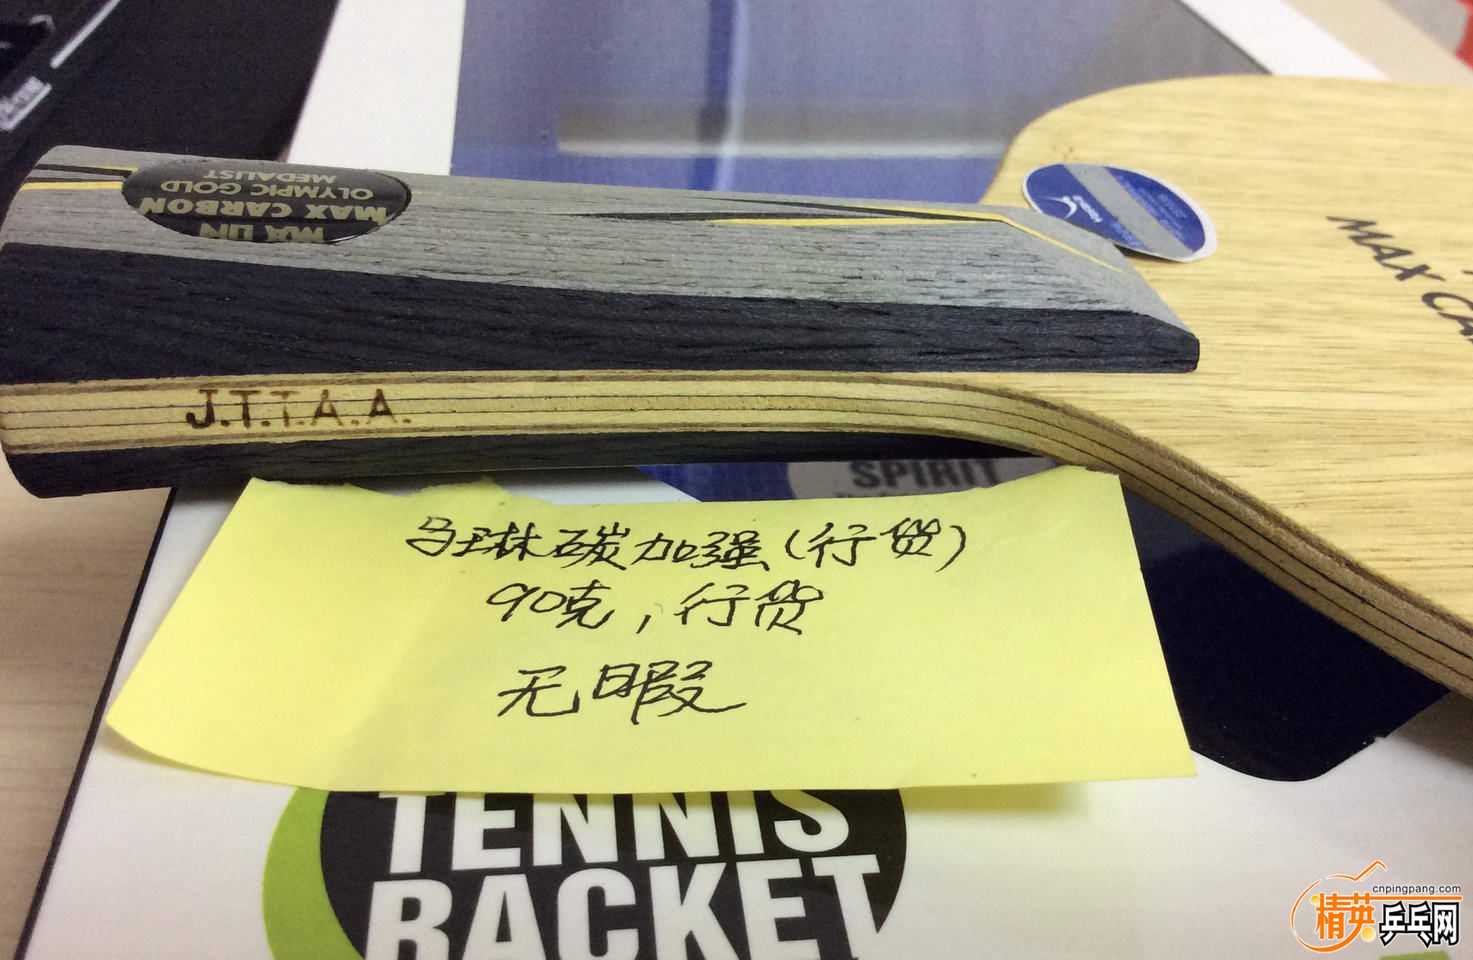 MA LIN
MAX CARBON
OLYMPIC GOLD
MEDALIST
MAX CA
J.T.T.A.A.
SPIRIT
马琳碳加强(行货)
90克，行货
无暇
TENNIS
RACKET
cnpingpang.com
精英乒乓网